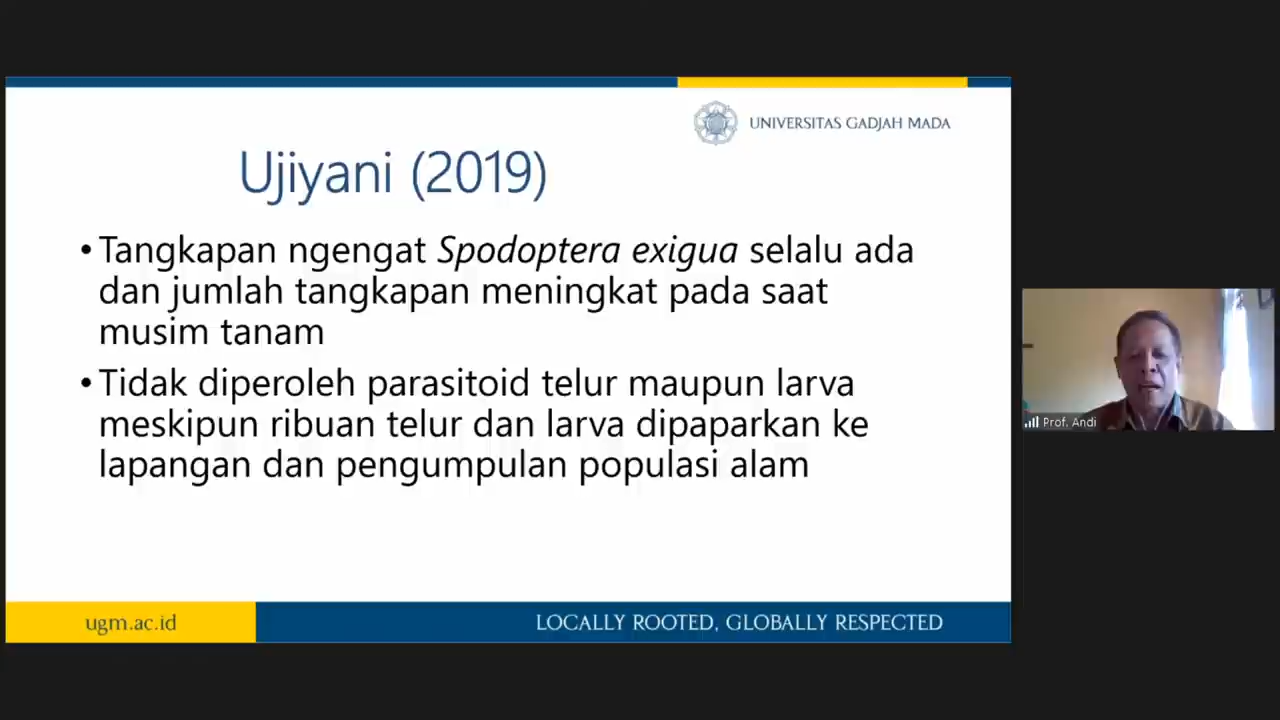 UNIVERSITAS GADJAH MADA
Ujiyani (2019)
•Tangkapan ngengat Spodoptera exigua selalu ada
dan jumlah tangkapan meningkat pada saat
musim tanam
•Tidak diperoleh parasitoid telur maupun larva
meskipun ribuan telur dan larva dipaparkan ke
lapangan dan pengumpulan populasi alam
Prof. Andi
ugm.ac.id
LOCALLY ROOTED, GLOBALLY RESPECTED